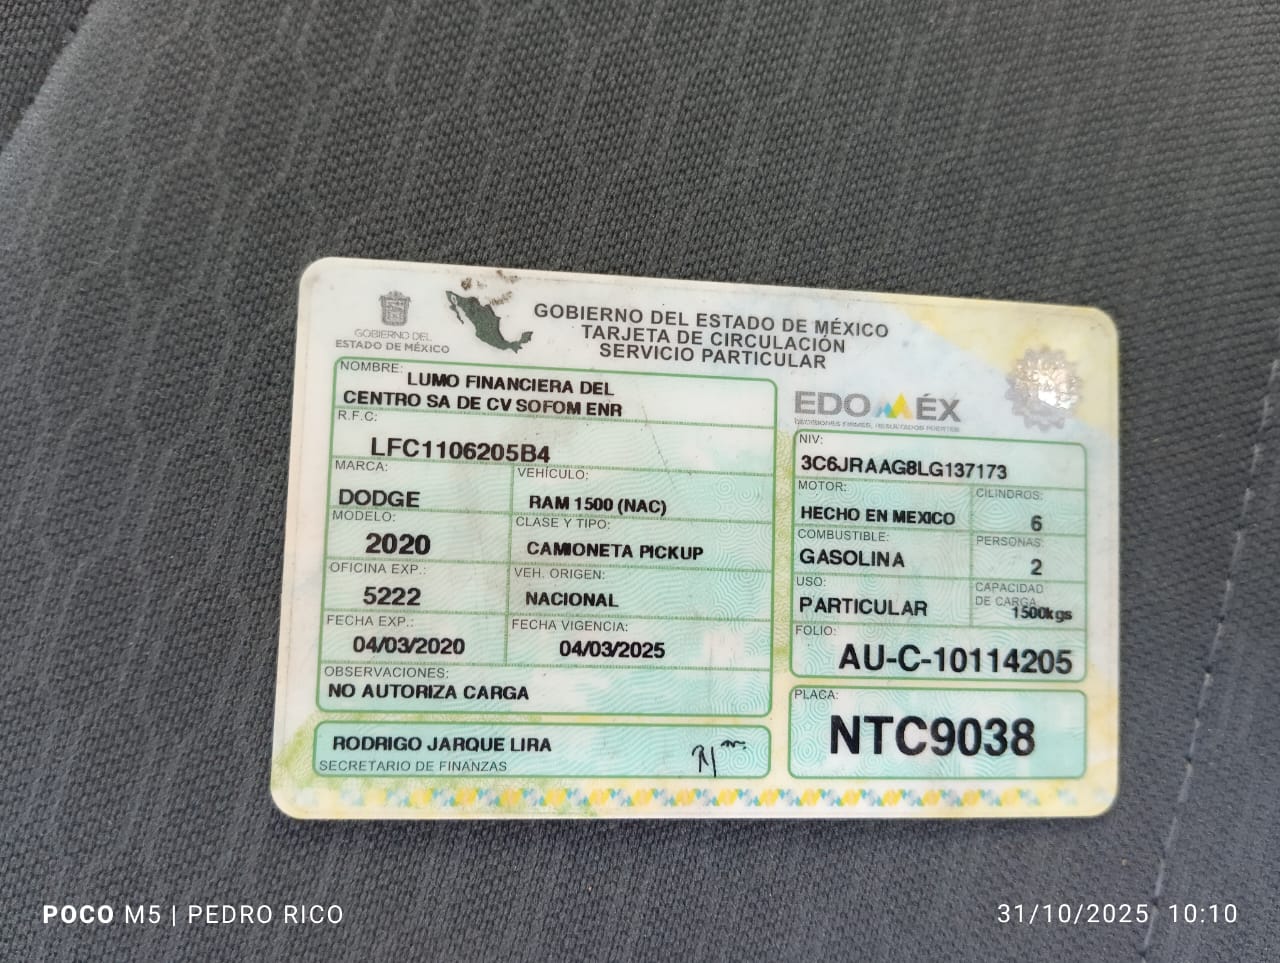 GOBIERNO DEL
ESTADO DE MÉXICO
GOBIERNO DEL ESTADO DE MÉXICO
TARJETA DE CIRCULACIÓN
SERVICIO PARTICULAR
NOMBRE:
LUMO FINANCIERA DEL
CENTRO SA DE CV SOFOM ENR
R.F.C:
LFC1106205B4
MARCA:
DODGE
VEHÍCULO:
RAM 1500 (NAC)
MODELO:
2020
CLASE Y TIPO:
CAMIONETA PICKUP
OFICINA EXP.:
5222
VEH. ORIGEN:
NACIONAL
FECHA EXP.:
04/03/2020
FECHA VIGENCIA:
04/03/2025
OBSERVACIONES:
NO AUTORIZA CARGA
RODRIGO JARQUE LIRA
SECRETARIO DE FINANZAS
EDOMÉX
DECISIONES FIRMES, RESULTADOS FUERTES
NIV:
3C6JRAAG8LG137173
MOTOR:
HECHO EN MEXICO
CILINDROS:
6
COMBUSTIBLE:
GASOLINA
PERSONAS:
2
USO:
PARTICULAR
CAPACIDAD
DE CARGA
1500kgs
FOLIO:
AU-C-10114205
PLACA:
NTC9038
POCO M5 | PEDRO RICO
31/10/2025 10:10